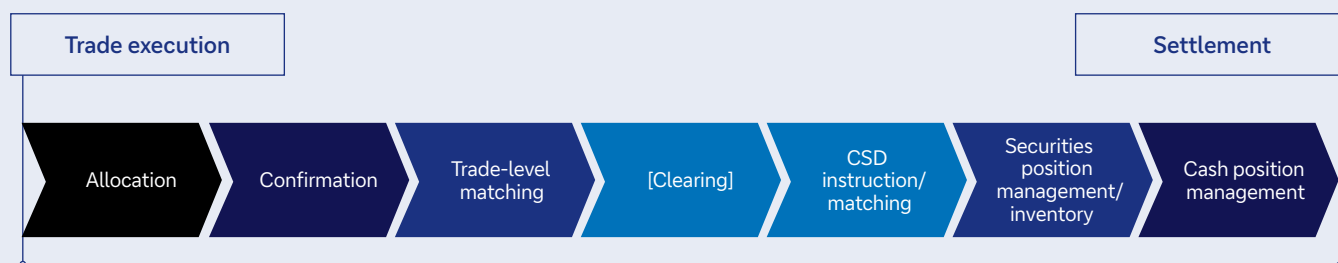 Trade execution
Settlement
Allocation
Confirmation
Trade-level
matching
[Clearing]
CSD
instruction/
matching
Securities
position
management/
inventory
Cash position
management